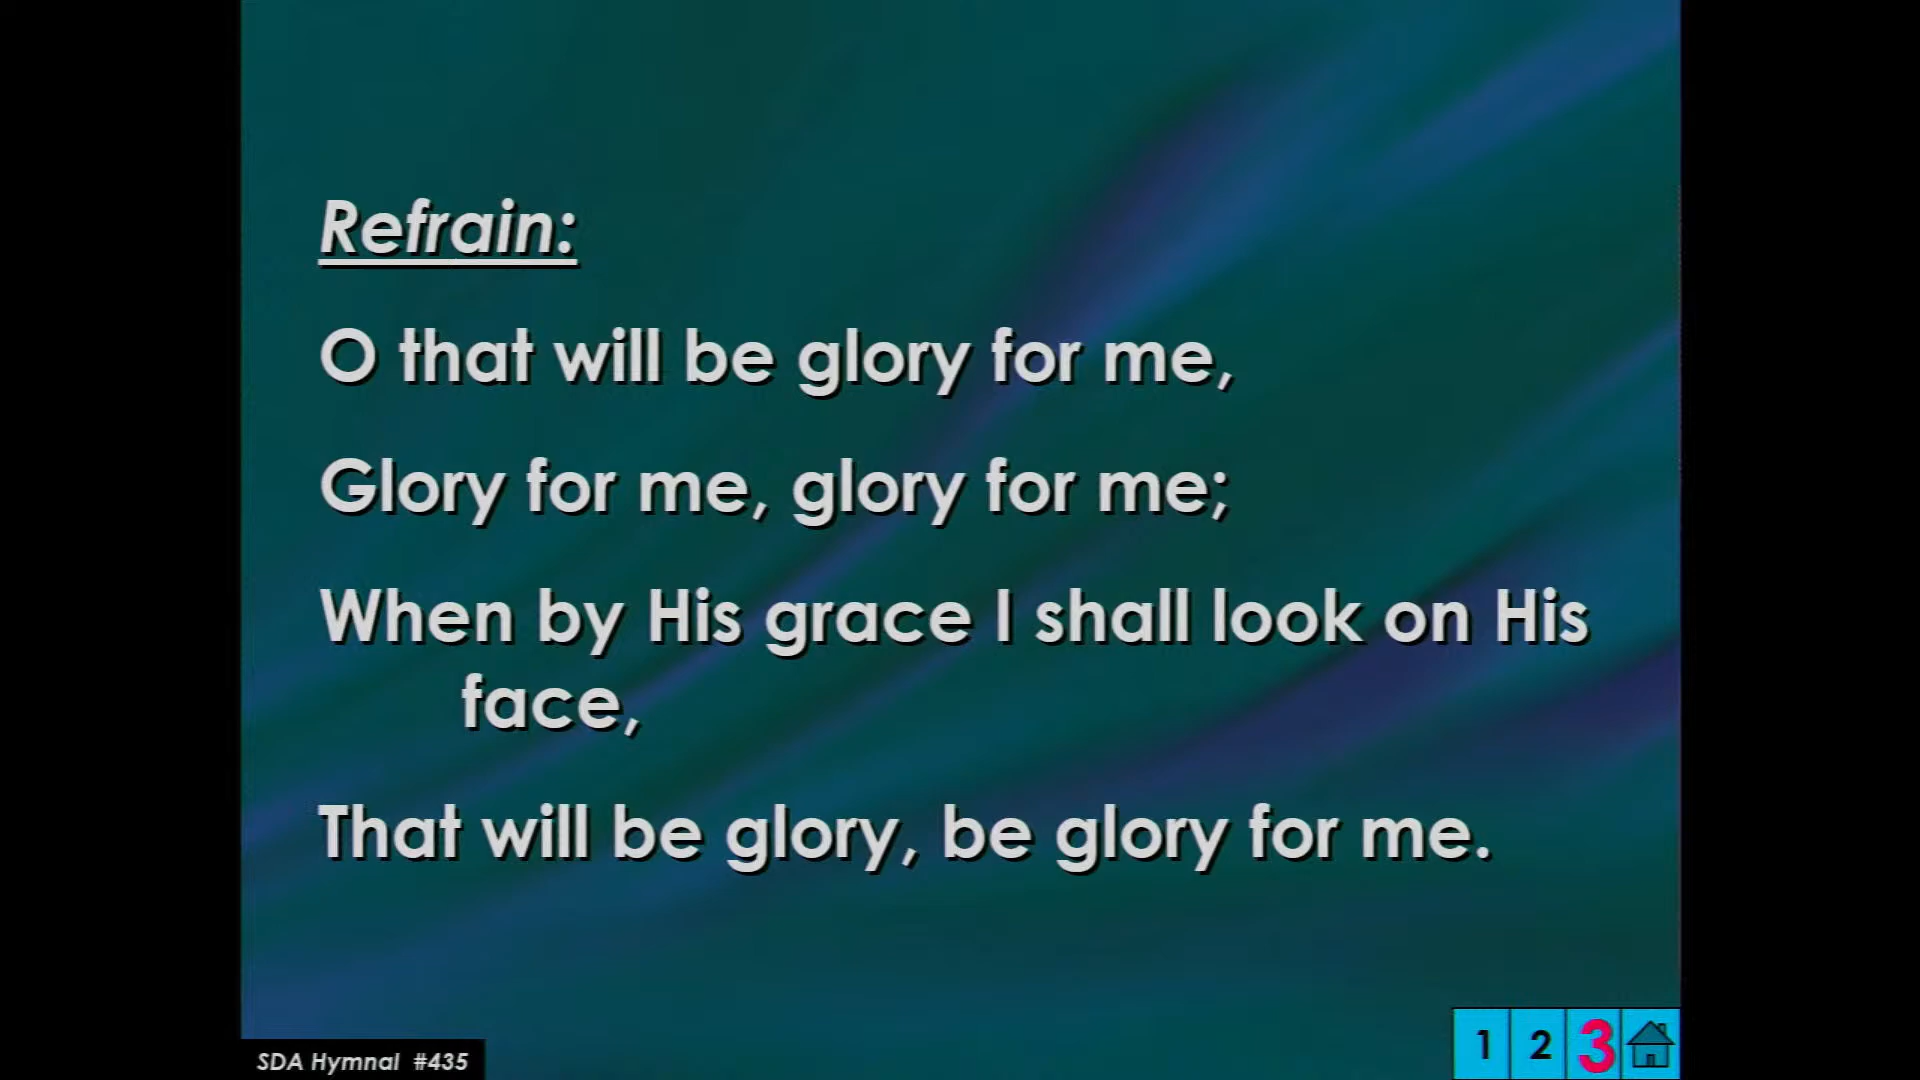 Refrain:
O that will be glory for me,
Glory for me, glory for me;
When by His grace I shall look on His
face,
That will be glory, be glory for me.
SDA Hymnal #435
1 2 3